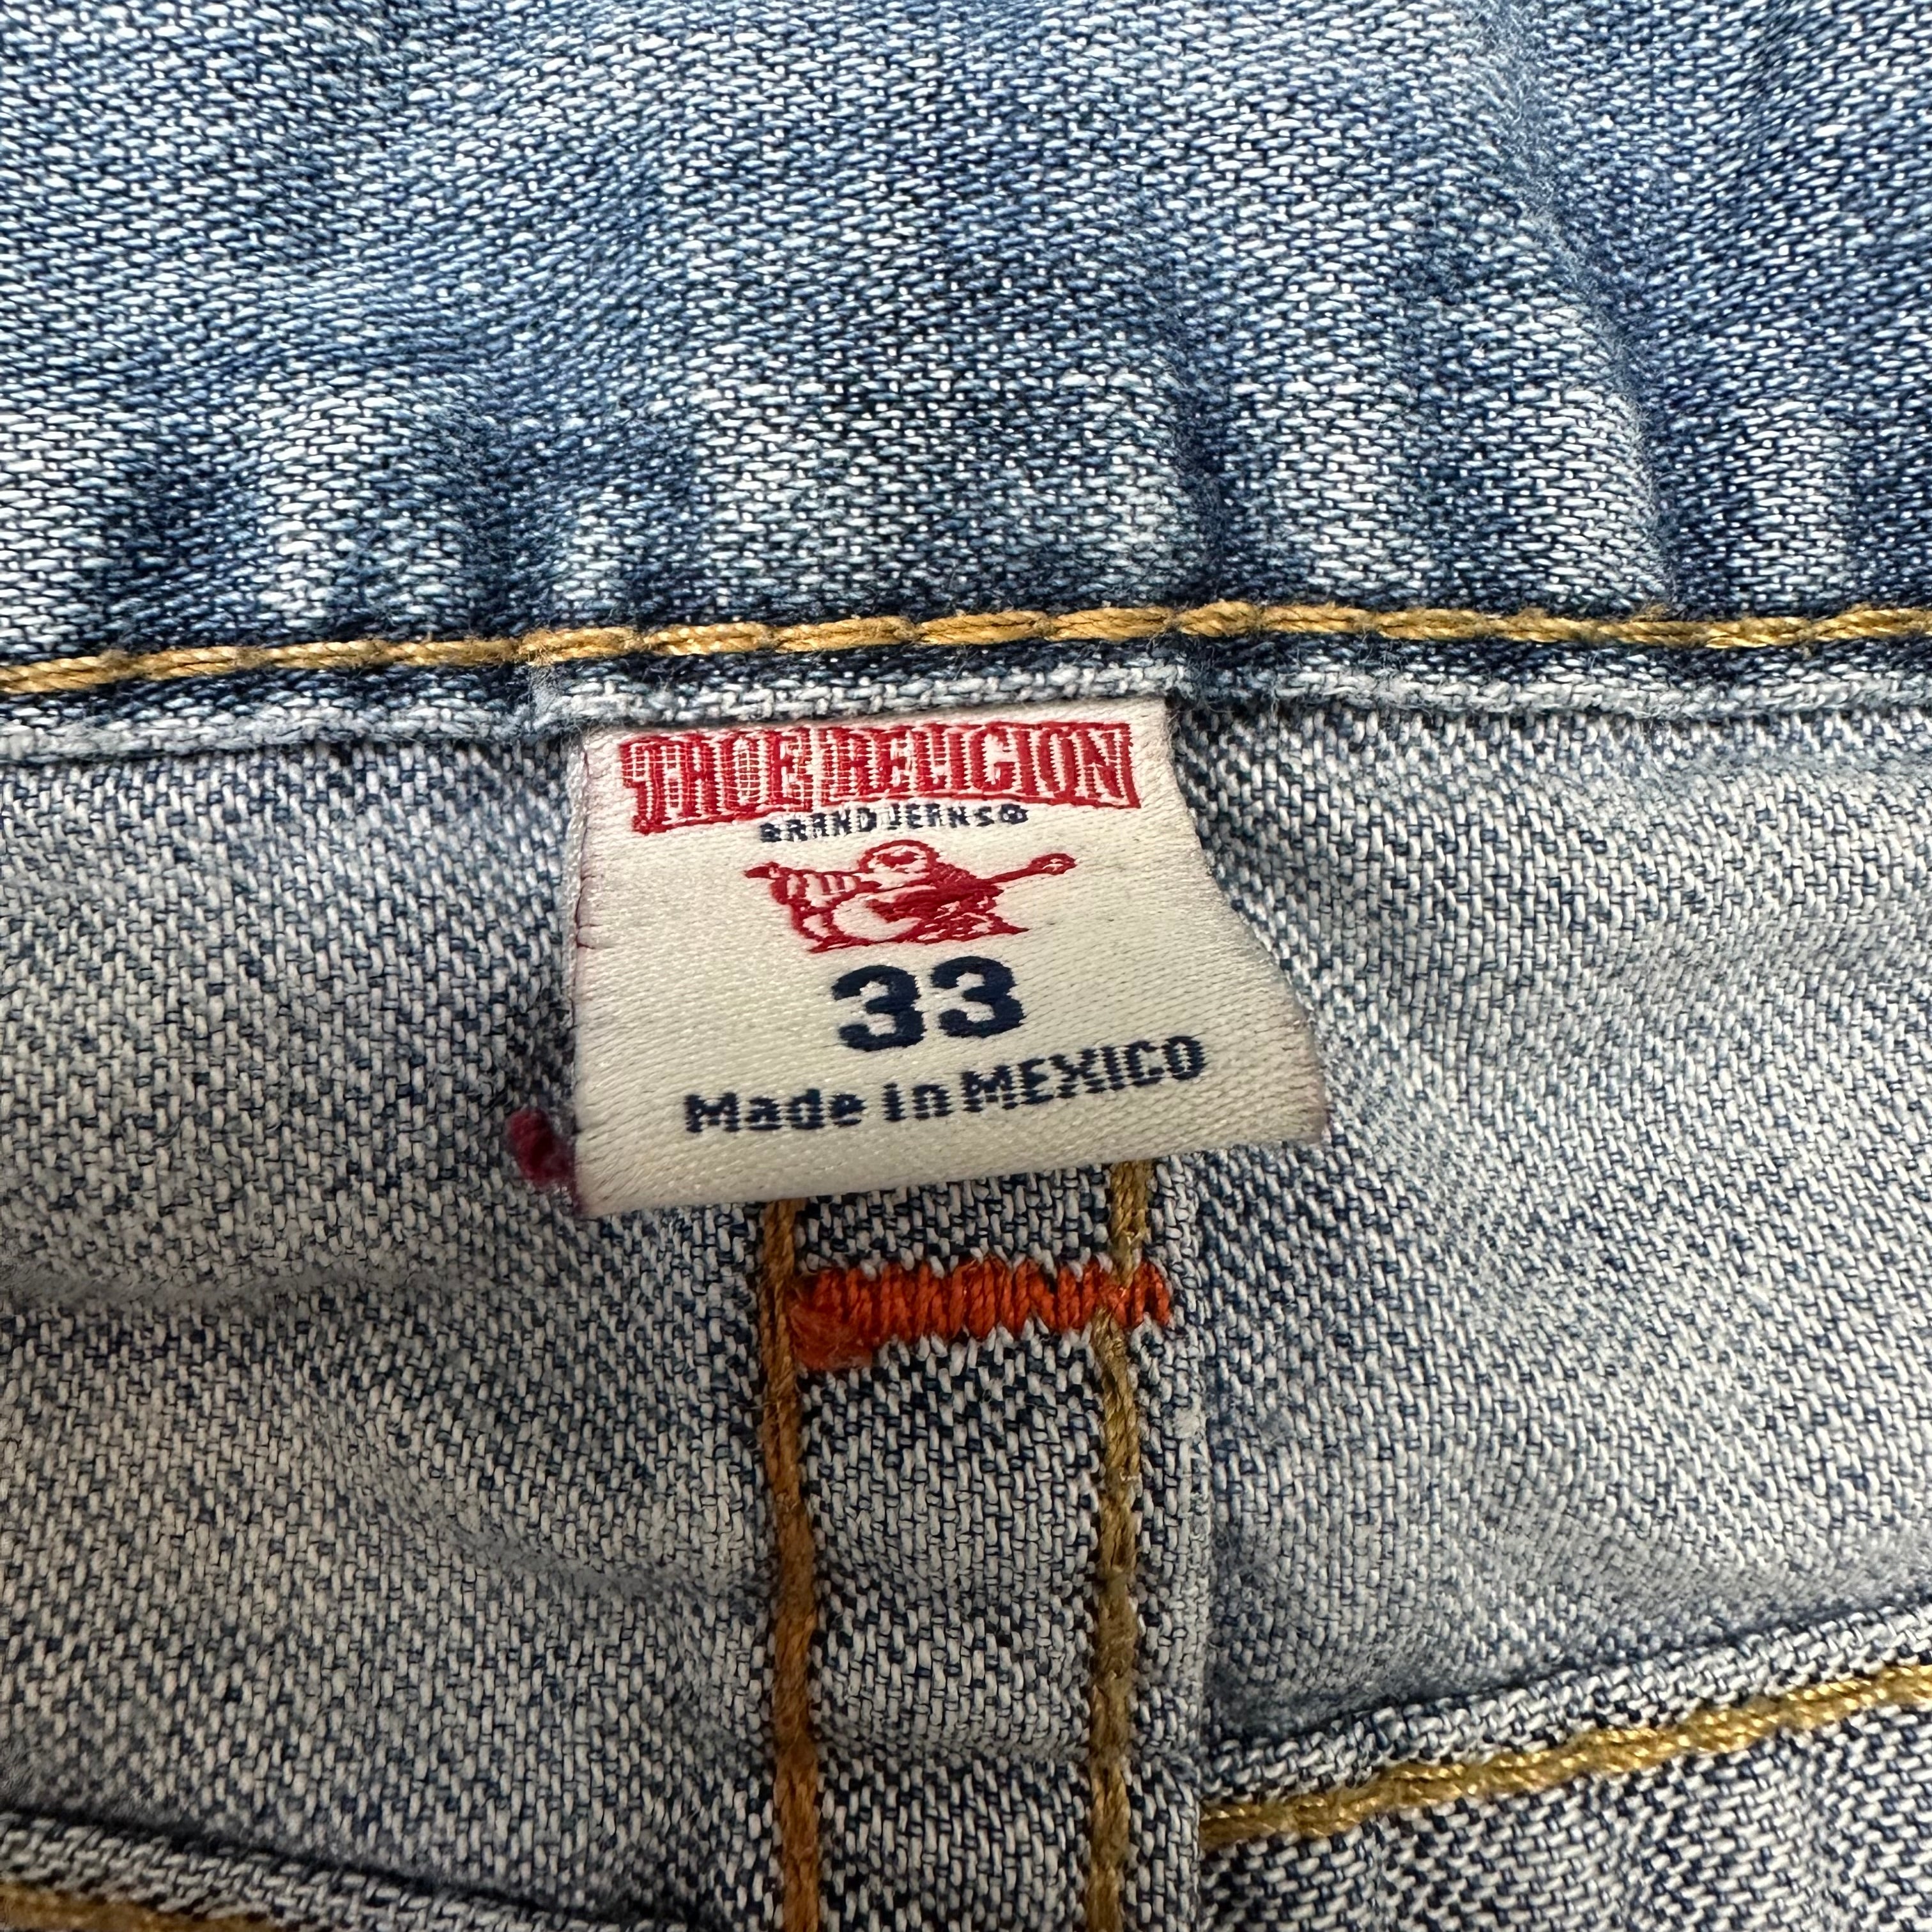 TRUE RELIGION
BRAND JEANS®
33
Made in MEXICO